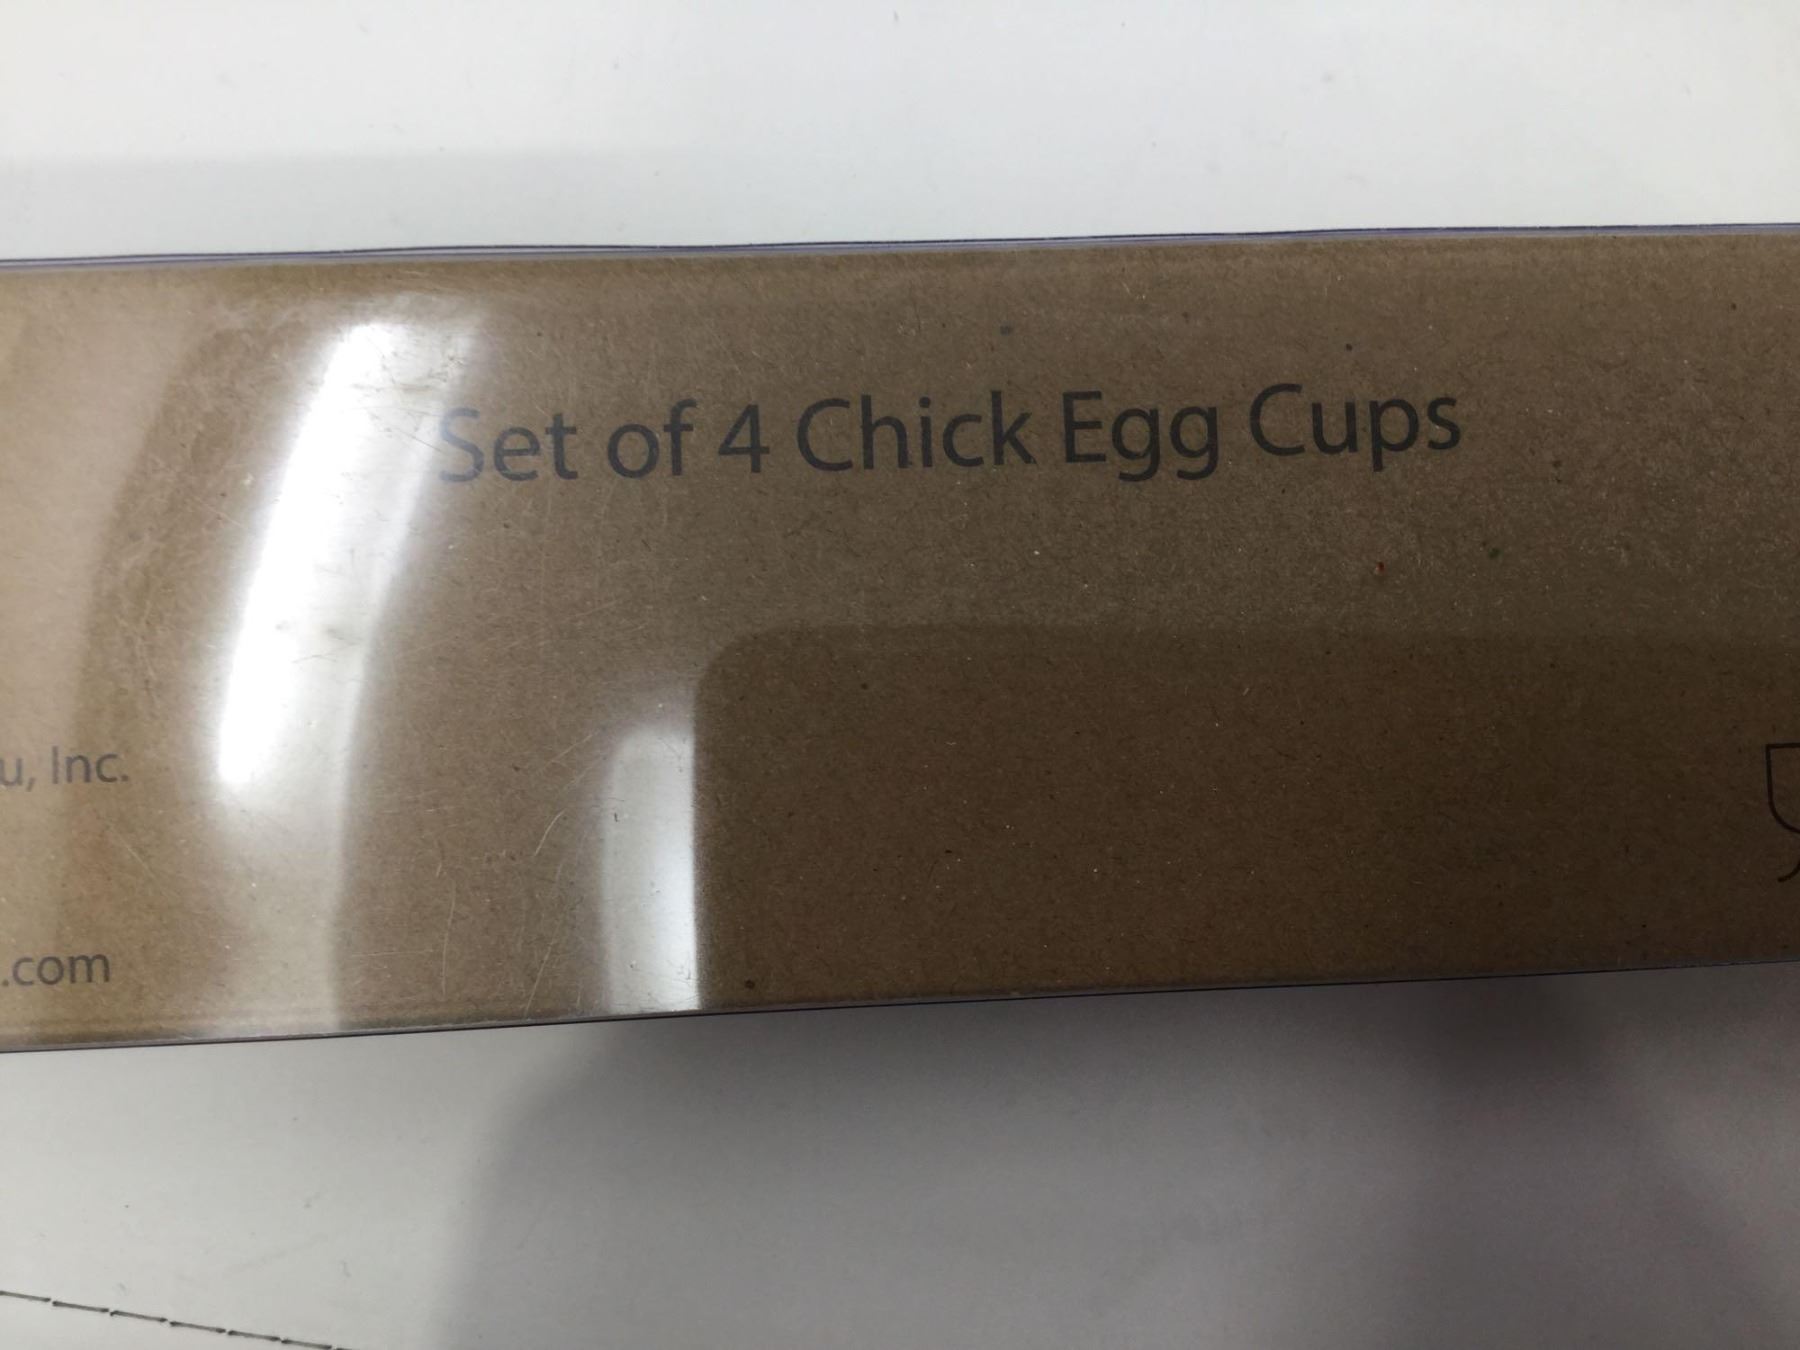 Set of 4 Chick Egg Cups
u, Inc.
.com